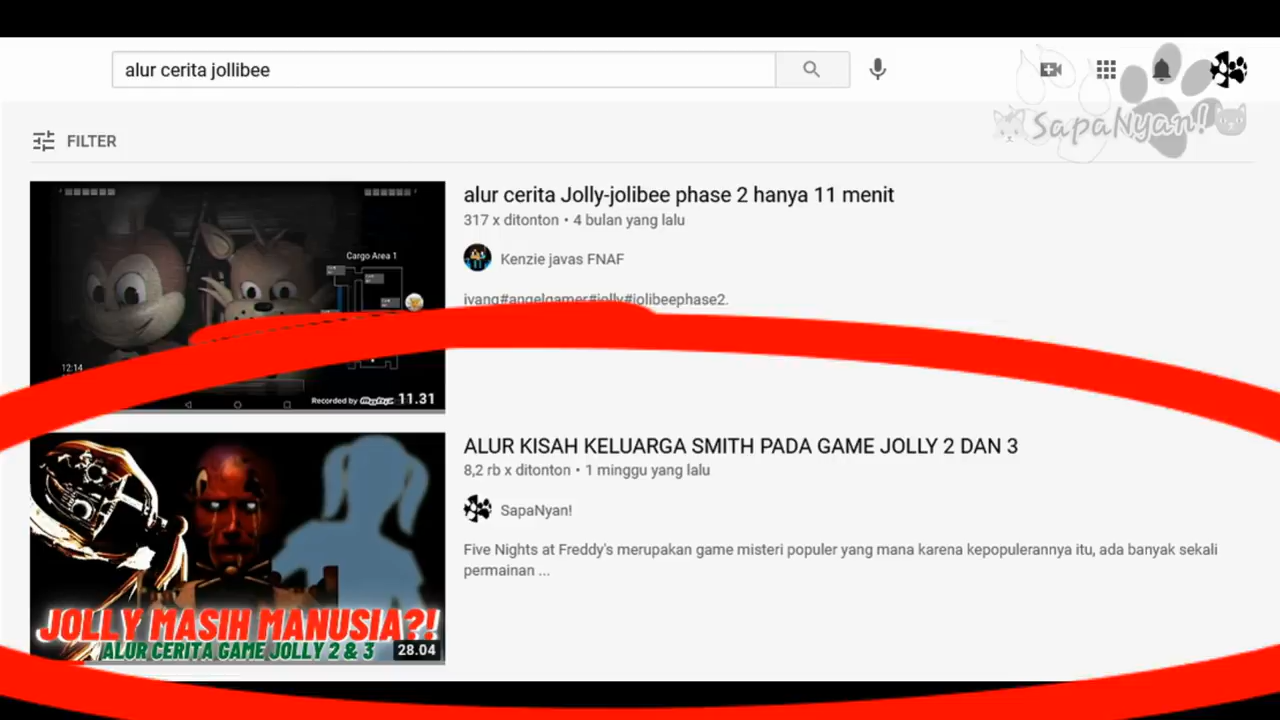 alur cerita jollibee
SapaNyan!
FILTER
alur cerita Jolly-jolibee phase 2 hanya 11 menit
317 x ditonton • 4 bulan yang lalu
Cargo Area 1
Kenzie javas FNAF
ivang#angelgamer#jolly#jolibeephase2.
12:14
Recorded by
11.31
ALUR KISAH KELUARGA SMITH PADA GAME JOLLY 2 DAN 3
8,2 rb x ditonton • 1 minggu yang lalu
SapaNyan!
Five Nights at Freddy's merupakan game misteri populer yang mana karena kepopulerannya itu, ada banyak sekali
permainan ...
JOLLY MASIH MANUSIA?!
ALUR CERITA GAME JOLLY 2 & 3
28.04